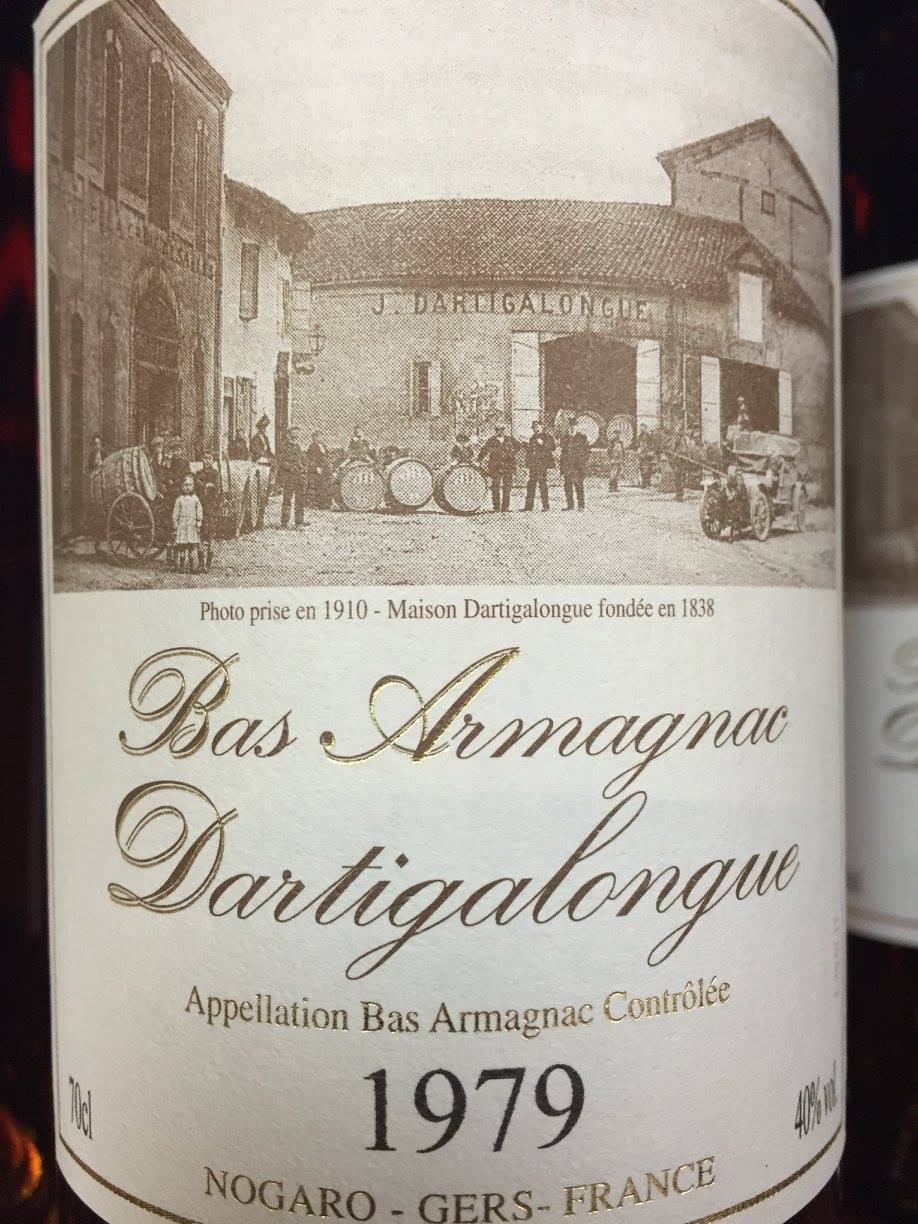 J. DARTIGALONGUE
Photo prise en 1910 - Maison Dartigalongue fondée en 1838
Bas Armagnac
Dartigalongue
Appellation Bas Armagnac Contrôlée
1979
70cl
40% vol.
NOGARO - GERS- FRANCE